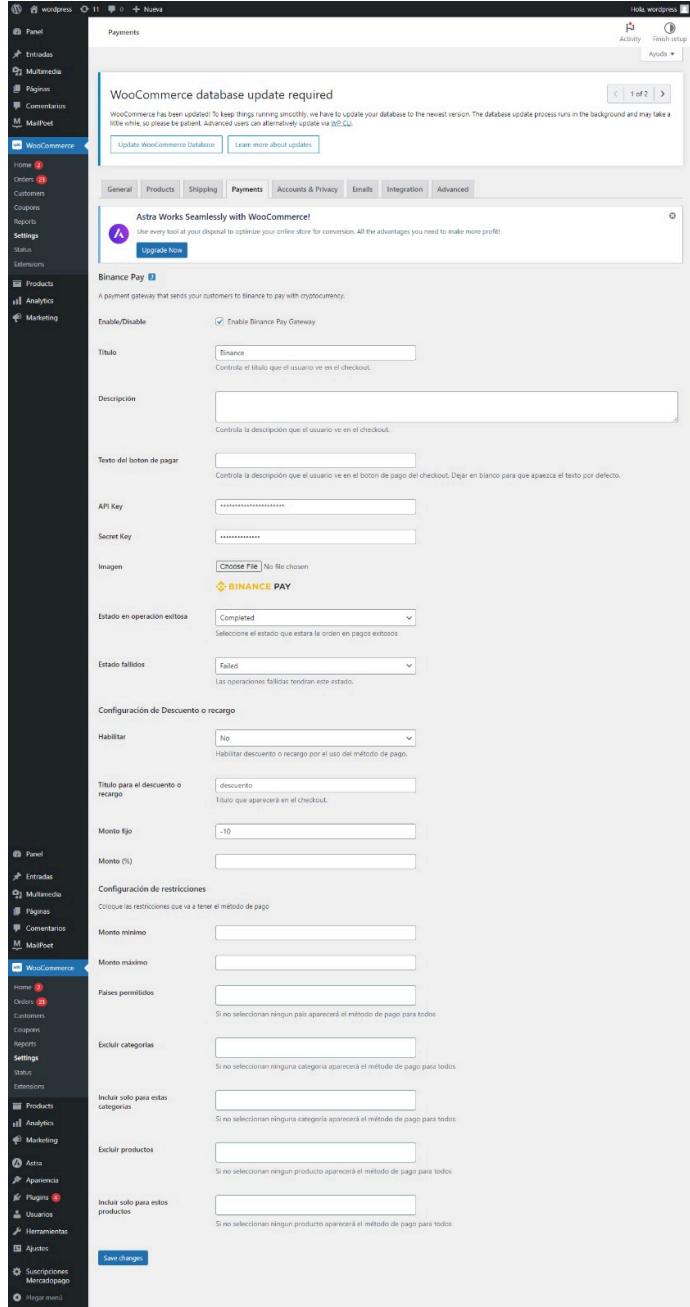 wordpress 11 0 + Nueva Hola, wordpress
Panel
Entradas
Multimedia
Páginas
Comentarios
MailPoet
WooCommerce
Home 2
Orders 23
Customers
Coupons
Reports
Settings
Status
Extensions
Products
Analytics
Marketing
Payments
Activity
Finish setup
Ayuda
WooCommerce database update required
1 of 2
WooCommerce has been updated! To keep things running smoothly, we have to update your database to the newest version. The database update process runs in the background and may take a
little while, so please be patient. Advanced users can alternatively update via WP CLI.
Update WooCommerce Database
Learn more about updates
General Products Shipping Payments Accounts & Privacy Emails Integration Advanced
Astra Works Seamlessly with WooCommerce!
Use every tool at your disposal to optimize your online store for conversion. All the advantages you need to make more profit!
Upgrade Now
Binance Pay
A payment gateway that sends your customers to Binance to pay with cryptocurrency.
Enable/Disable
Enable Binance Pay Gateway
Título
Binance
Controla el título que el usuario ve en el checkout.
Descripción
Controla la descripción que el usuario ve en el checkout.
Texto del boton de pagar
Controla la descripción que el usuario ve en el boton de pago del checkout. Dejar en blanco para que apaezca el texto por defecto.
API Key
Secret Key
Imagen
Choose File No file chosen
BINANCE PAY
Estado en operación exitosa
Completed
Seleccione el estado que estara la orden en pagos exitosos
Estado fallidos
Failed
Las operaciones fallidas tendran este estado.
Configuración de Descuento o recargo
Habilitar
No
Habilitar descuento o recargo por el uso del método de pago.
Título para el descuento o
recargo
descuento
Titulo que aparecerá en el checkout.
Monto fijo
-10
Monto (%)
Configuración de restricciones
Coloque las restricciones que va a tener el método de pago
Monto minimo
Monto máximo
Paises permitidos
Si no seleccionan ningun país aparecerá el método de pago para todos
Excluir categorias
Si no seleccionan ninguna categoria aparecerá el método de pago para todos
Incluir solo para estas
categorias
Si no seleccionan ninguna categoria aparecerá el método de pago para todos
Excluir productos
Si no seleccionan ningun producto aparecerá el método de pago para todos
Incluir solo para estos
productos
Si no seleccionan ningun producto aparecerá el método de pago para todos
Save changes
Panel
Entradas
Multimedia
Páginas
Comentarios
MailPoet
WooCommerce
Home 2
Orders 23
Customers
Coupons
Reports
Settings
Status
Extensions
Products
Analytics
Marketing
Astra
Apariencia
Plugins 4
Usuarios
Herramientas
Ajustes
Suscripciones
Mercadopago
Plegar menú